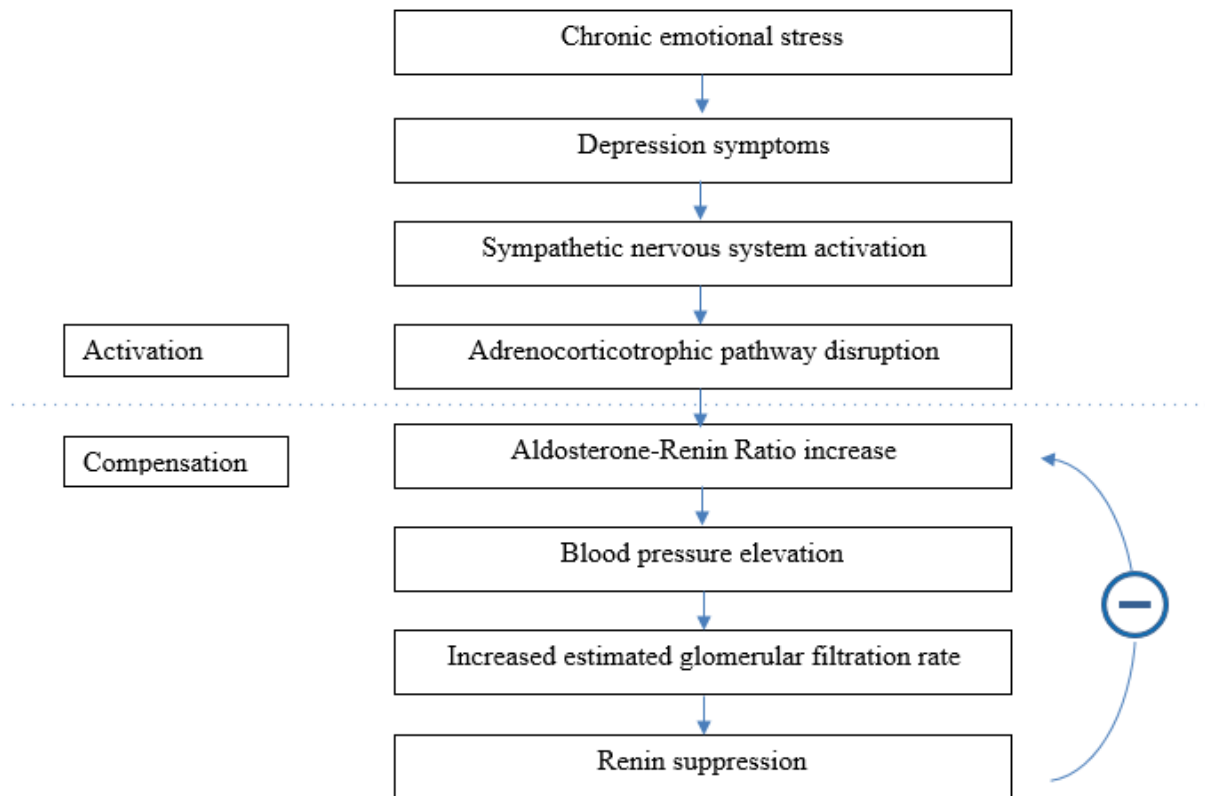 Chronic emotional stress
Depression symptoms
Sympathetic nervous system activation
Activation
Adrenocorticotrophic pathway disruption
Compensation
Aldosterone-Renin Ratio increase
Blood pressure elevation
Increased estimated glomerular filtration rate
Renin suppression